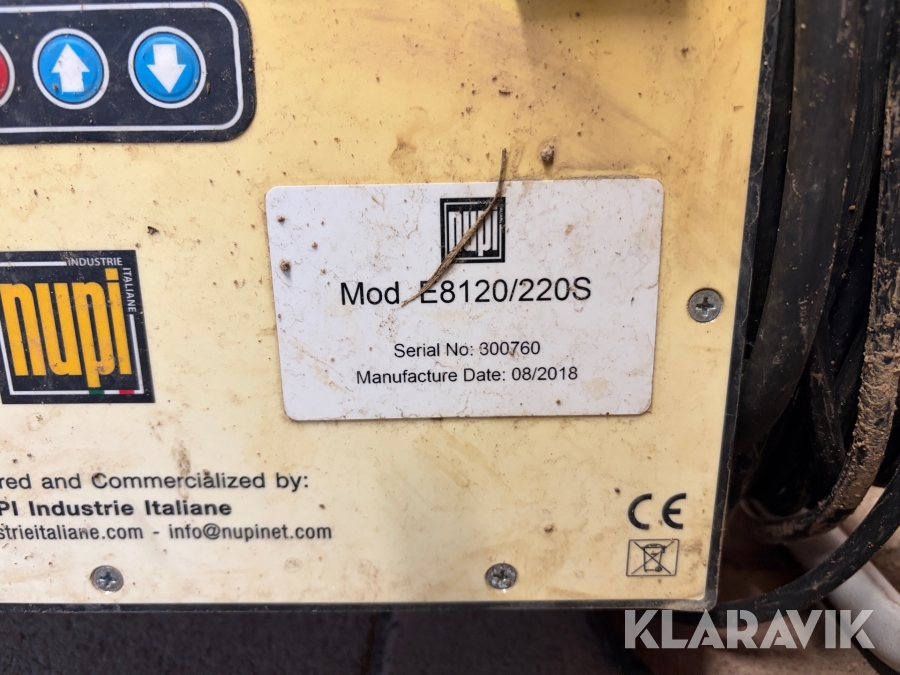 nupi
Mod. E8120/220S
Serial No: 300760
Manufacture Date: 08/2018
INDUSTRIE
ITALIANE
nupi
red and Commercialized by:
PI Industrie Italiane
strieitaliane.com - info@nupinet.com
CE
KLARAVIK